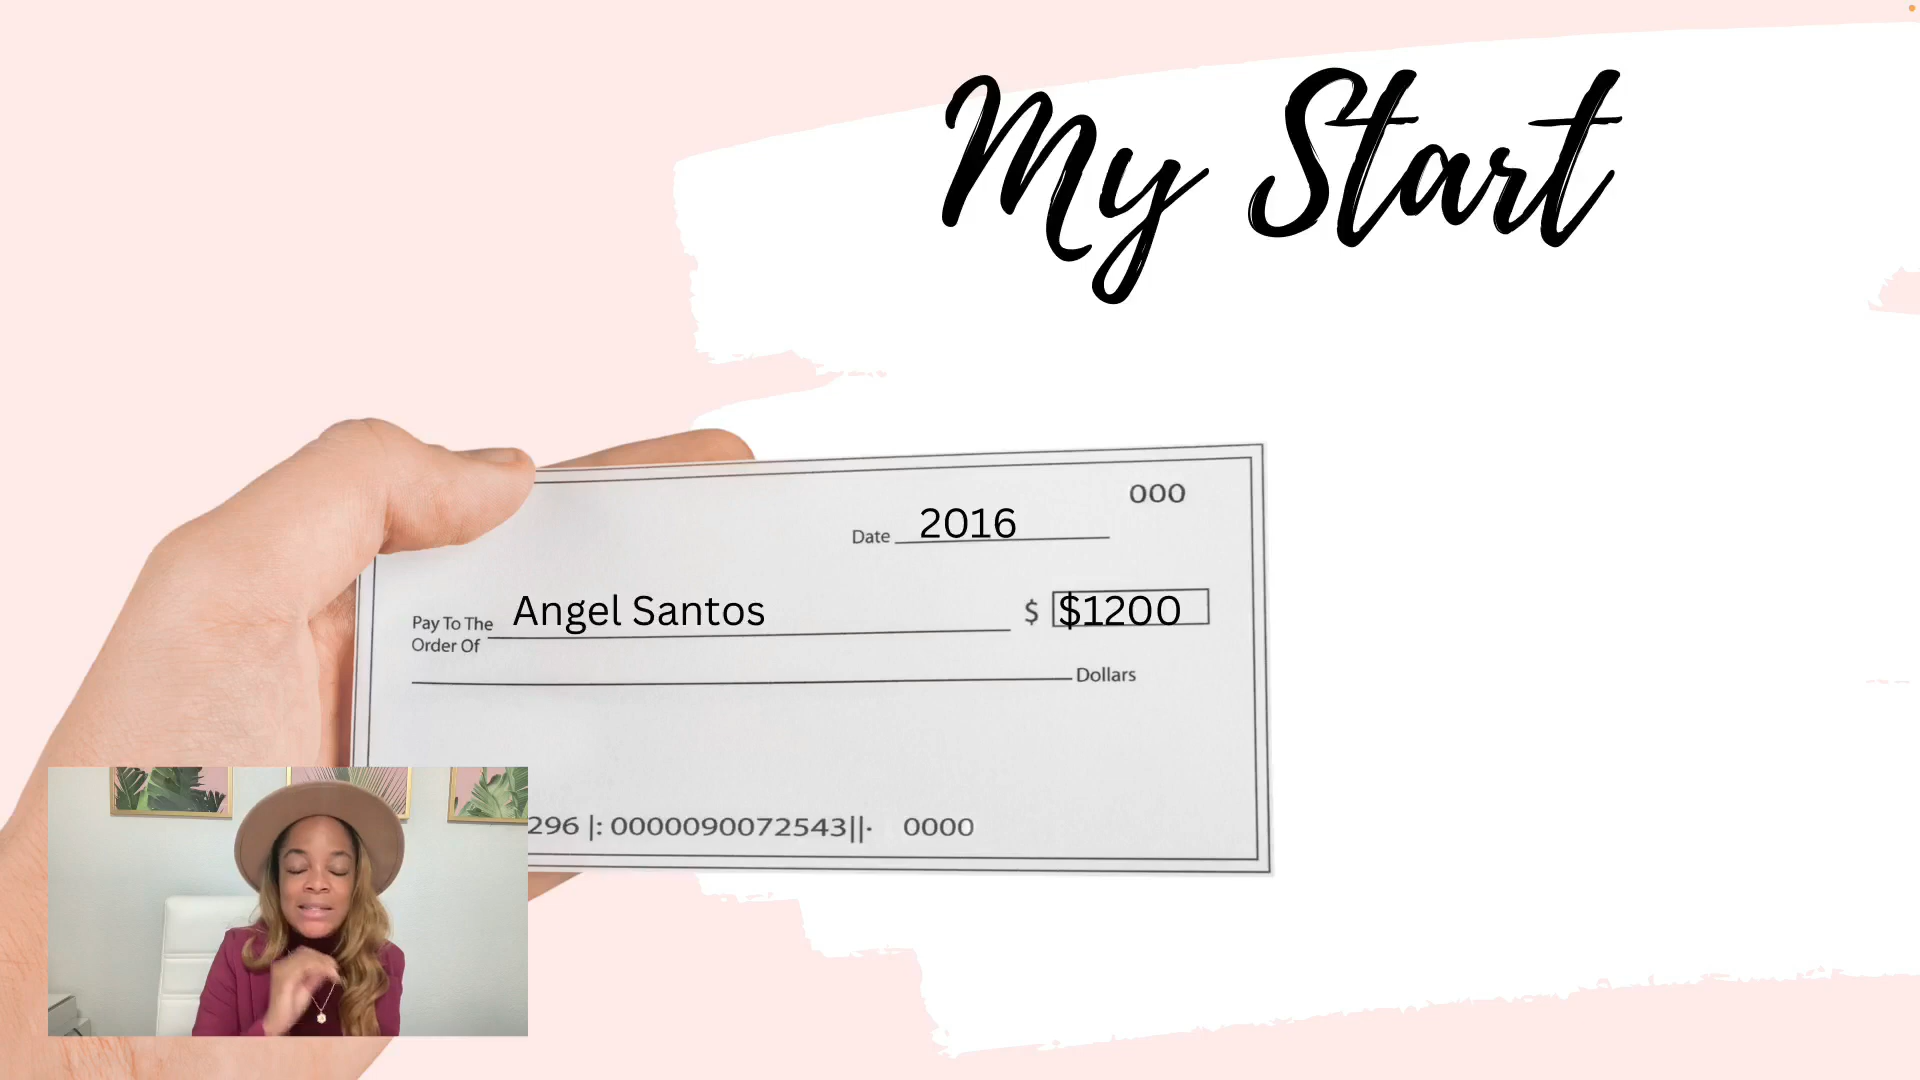 My Start
000
Date 2016
Pay To The Order Of Angel Santos $ $1200
Dollars
296 |: 0000090072543||· 0000